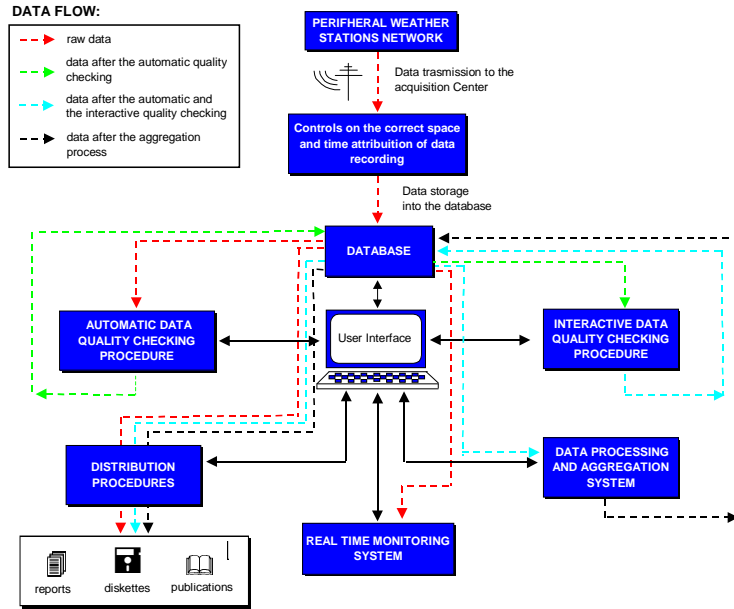 DATA FLOW:
raw data
data after the automatic quality
checking
data after the automatic and
the interactive quality checking
data after the aggregation
process
PERIFHERAL WEATHER
STATIONS NETWORK
Data trasmission to the
acquisition Center
Controls on the correct space
and time attribuition of data
recording
Data storage
into the database
DATABASE
AUTOMATIC DATA
QUALITY CHECKING
PROCEDURE
User Interface
INTERACTIVE DATA
QUALITY CHECKING
PROCEDURE
DISTRIBUTION
PROCEDURES
DATA PROCESSING
AND AGGREGATION
SYSTEM
REAL TIME MONITORING
SYSTEM
reports
diskettes
publications